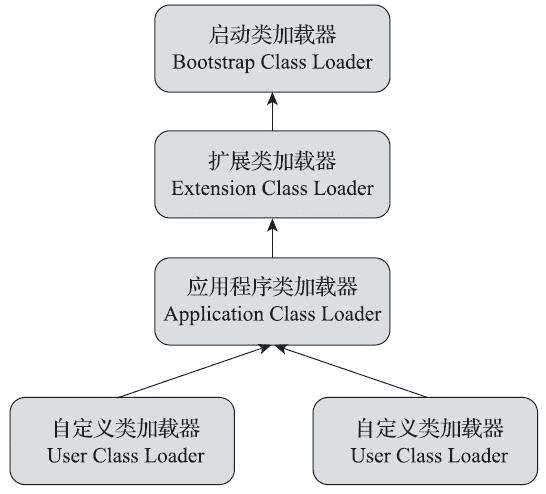 启动类加载器
Bootstrap Class Loader
扩展类加载器
Extension Class Loader
应用程序类加载器
Application Class Loader
自定义类加载器
User Class Loader
自定义类加载器
User Class Loader